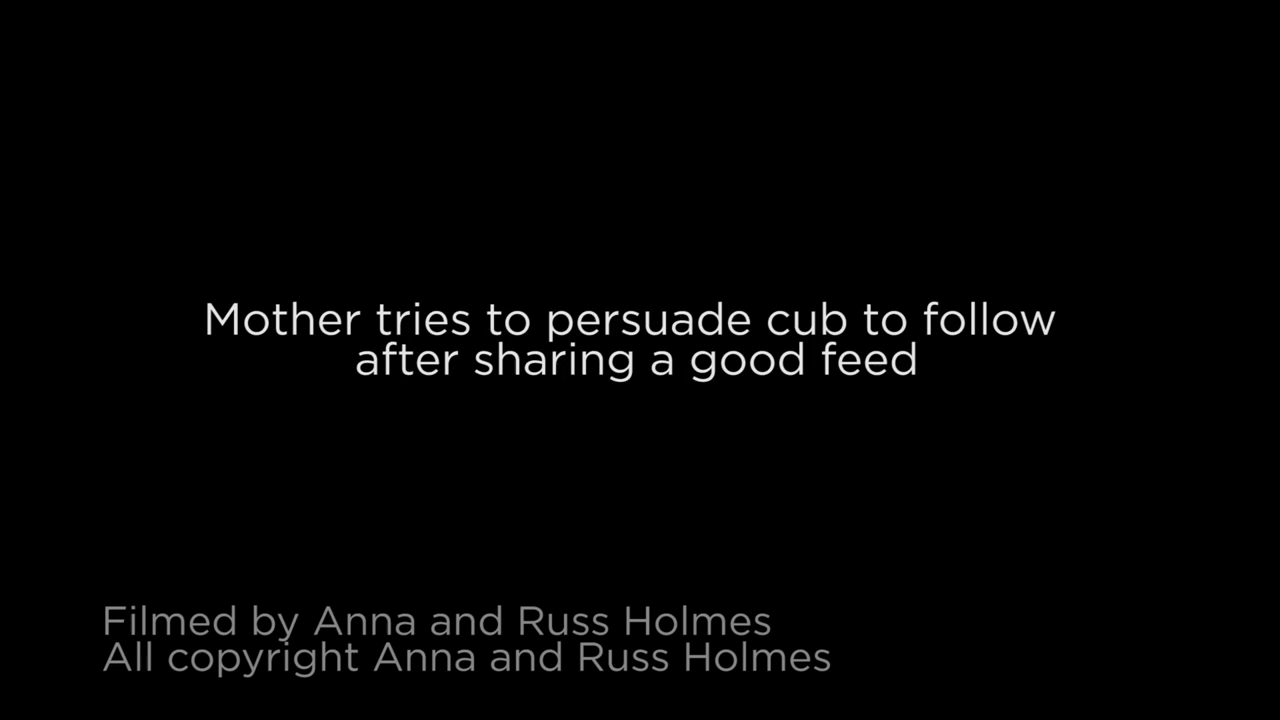 Mother tries to persuade cub to follow
after sharing a good feed
Filmed by Anna and Russ Holmes
All copyright Anna and Russ Holmes